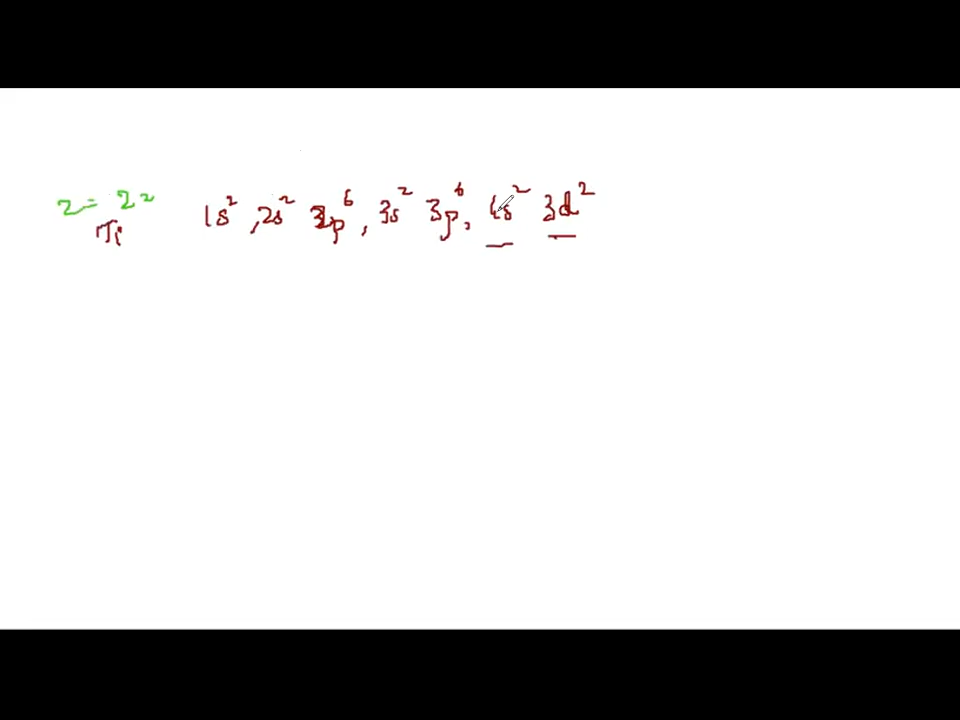 z = 22 1s², 2s² 2p⁶, 3s² 3p⁶, 4s² 3d²
Ti